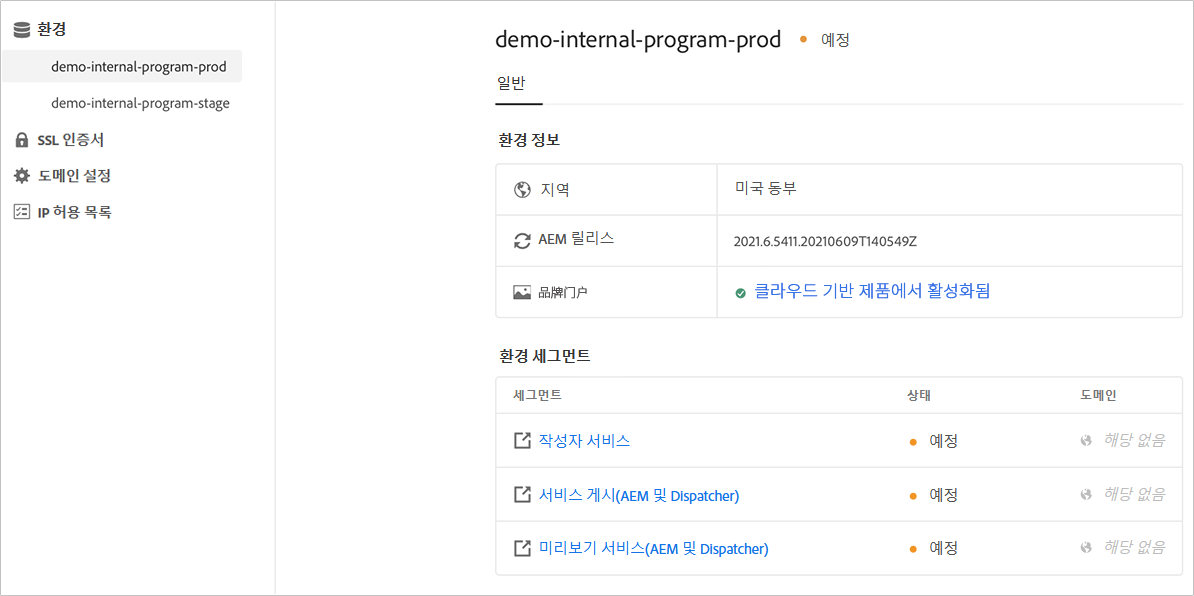 환경
demo-internal-program-prod
demo-internal-program-stage
SSL 인증서
도메인 설정
IP 허용 목록
demo-internal-program-prod 예정
일반
환경 정보
지역 미국 동부
AEM 릴리스 2021.6.5411.20210609T140549Z
品牌门户 클라우드 기반 제품에서 활성화됨
환경 세그먼트
세그먼트 상태 도메인
작성자 서비스 예정 해당 없음
서비스 게시(AEM 및 Dispatcher) 예정 해당 없음
미리보기 서비스(AEM 및 Dispatcher) 예정 해당 없음